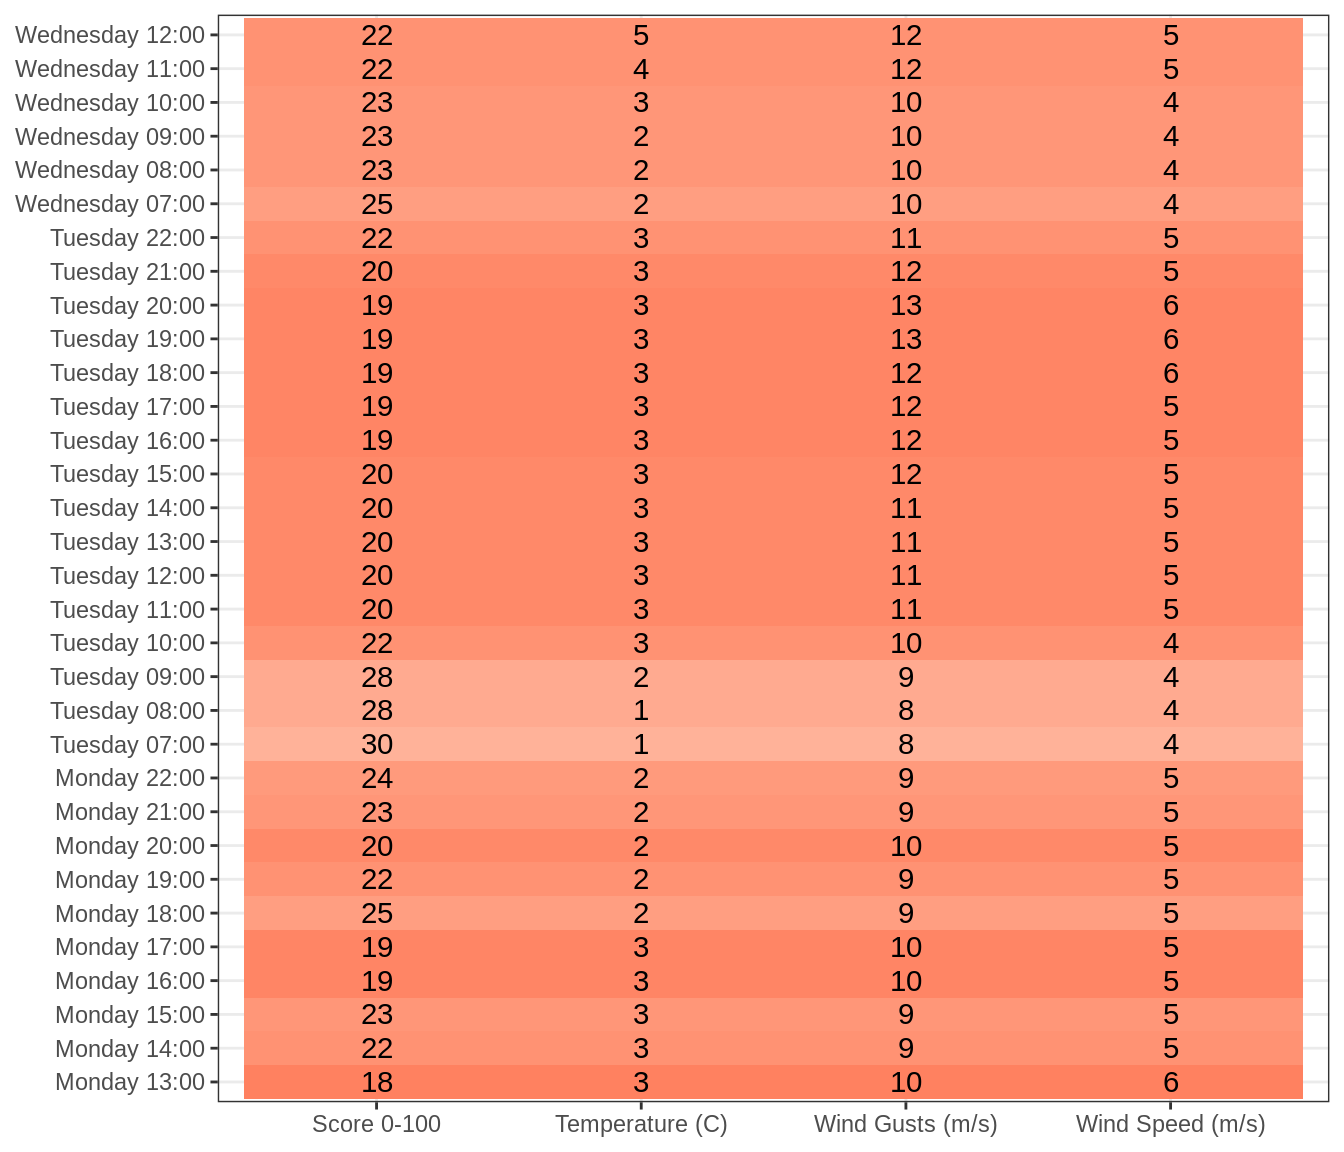 Wednesday 12:00 22 5 12 5
Wednesday 11:00 22 4 12 5
Wednesday 10:00 23 3 10 4
Wednesday 09:00 23 2 10 4
Wednesday 08:00 23 2 10 4
Wednesday 07:00 25 2 10 4
Tuesday 22:00 22 3 11 5
Tuesday 21:00 20 3 12 5
Tuesday 20:00 19 3 13 6
Tuesday 19:00 19 3 13 6
Tuesday 18:00 19 3 12 6
Tuesday 17:00 19 3 12 5
Tuesday 16:00 19 3 12 5
Tuesday 15:00 20 3 12 5
Tuesday 14:00 20 3 11 5
Tuesday 13:00 20 3 11 5
Tuesday 12:00 20 3 11 5
Tuesday 11:00 20 3 11 5
Tuesday 10:00 22 3 10 4
Tuesday 09:00 28 2 9 4
Tuesday 08:00 28 1 8 4
Tuesday 07:00 30 1 8 4
Monday 22:00 24 2 9 5
Monday 21:00 23 2 9 5
Monday 20:00 20 2 10 5
Monday 19:00 22 2 9 5
Monday 18:00 25 2 9 5
Monday 17:00 19 3 10 5
Monday 16:00 19 3 10 5
Monday 15:00 23 3 9 5
Monday 14:00 22 3 9 5
Monday 13:00 18 3 10 6
Score 0-100 Temperature (C) Wind Gusts (m/s) Wind Speed (m/s)